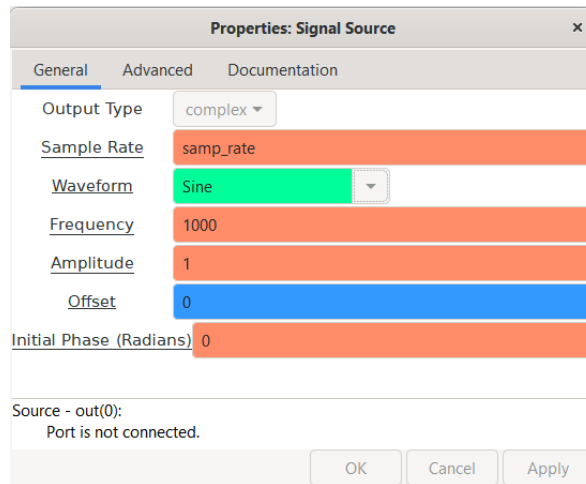 Properties: Signal Source ×
General Advanced Documentation
Output Type complex
Sample Rate samp_rate
Waveform Sine
Frequency 1000
Amplitude 1
Offset 0
Initial Phase (Radians) 0
Source - out(0):
Port is not connected.
OK Cancel Apply